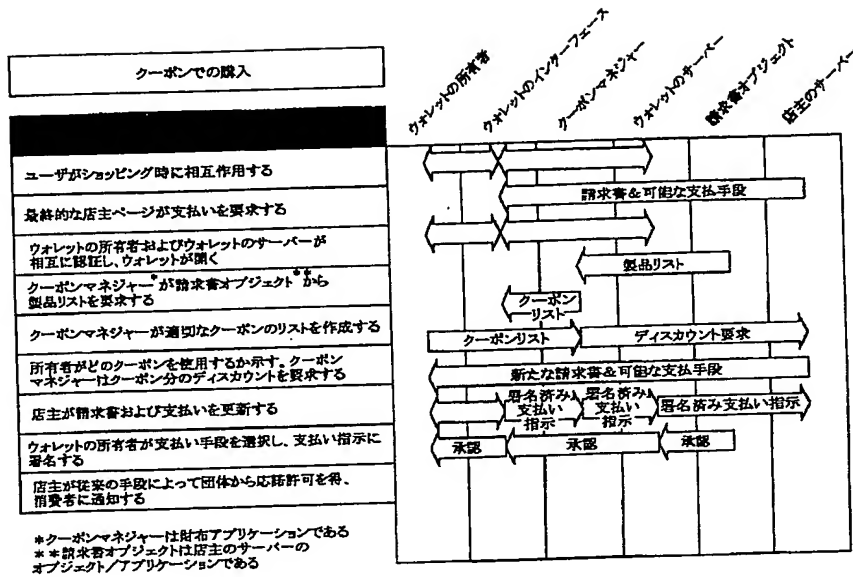 クーポンでの購入
ウォレットの所有者
ウォレットのインターフェース
クーポンマネジャー
ウォレットのサーバー
請求書オブジェクト
店主のサーバー
ユーザがショッピング時に相互作用する
最終的な店主ページが支払いを要求する
請求書&可能な支払手段
ウォレットの所有者およびウォレットのサーバーが
相互に認証し、ウォレットが開く
クーポンマネジャー*が請求書オブジェクト**から
製品リストを要求する
製品リスト
クーポンマネジャーが適切なクーポンのリストを作成する
クーポン
リスト
所有者がどのクーポンを使用するか示す。クーポン
マネジャーはクーポン分のディスカウントを要求する
クーポンリスト
ディスカウント要求
店主が請求書および支払いを更新する
新たな請求書&可能な支払手段
ウォレットの所有者が支払い手段を選択し、支払い指示に
署名する
署名済み
支払い
指示
署名済み
支払い
指示
署名済み支払い指示
店主が従来の手段によって団体から応諾許可を得、
消費者に通知する
承認
承認
承認
*クーポンマネジャーは財布アプリケーションである
**請求書オブジェクトは店主のサーバーの
オブジェクト/アプリケーションである